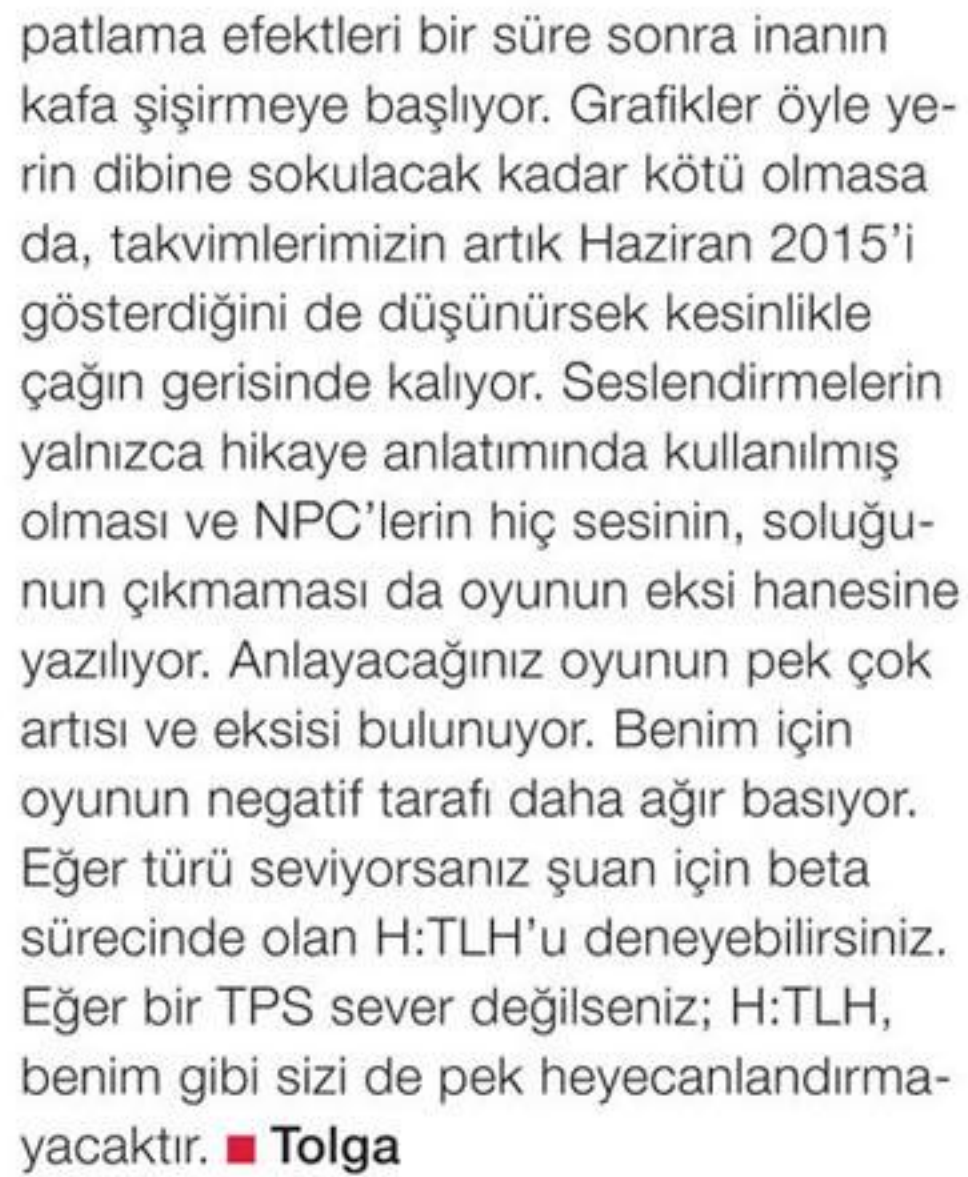 patlama efektleri bir süre sonra inanın
kafa şişirmeye başlıyor. Grafikler öyle ye-
rin dibine sokulacak kadar kötü olmasa
da, takvimlerimizin artık Haziran 2015’i
gösterdiğini de düşünürsek kesinlikle
çağın gerisinde kalıyor. Seslendirmelerin
yalnızca hikaye anlatımında kullanılmış
olması ve NPC’lerin hiç sesinin, soluğu-
nun çıkmaması da oyunun eksi hanesine
yazılıyor. Anlayacağınız oyunun pek çok
artısı ve eksisi bulunuyor. Benim için
oyunun negatif tarafı daha ağır basıyor.
Eğer türü seviyorsanız şuan için beta
sürecinde olan H:TLH’u deneyebilirsiniz.
Eğer bir TPS sever değilseniz; H:TLH,
benim gibi sizi de pek heyecanlandırma-
yacaktır. ■ Tolga